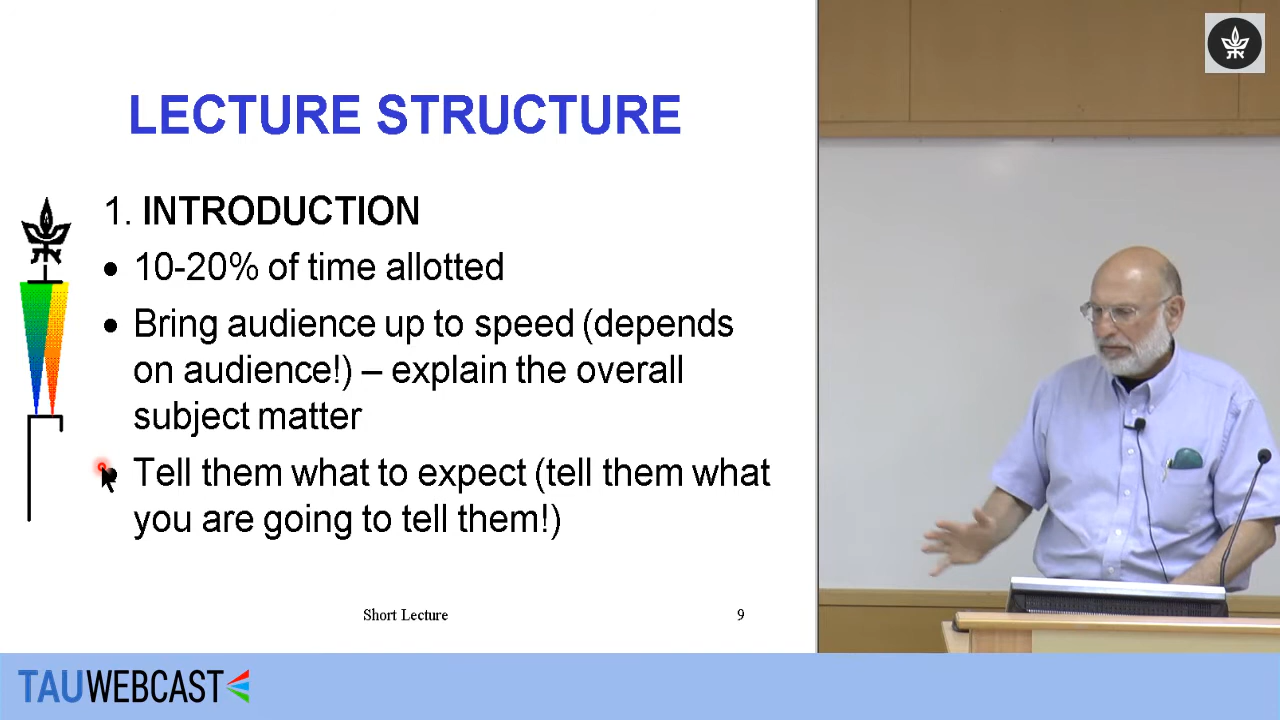 LECTURE STRUCTURE
1. INTRODUCTION
• 10-20% of time allotted
• Bring audience up to speed (depends
on audience!) – explain the overall
subject matter
• Tell them what to expect (tell them what
you are going to tell them!)
Short Lecture
9
TAUWEBCAST